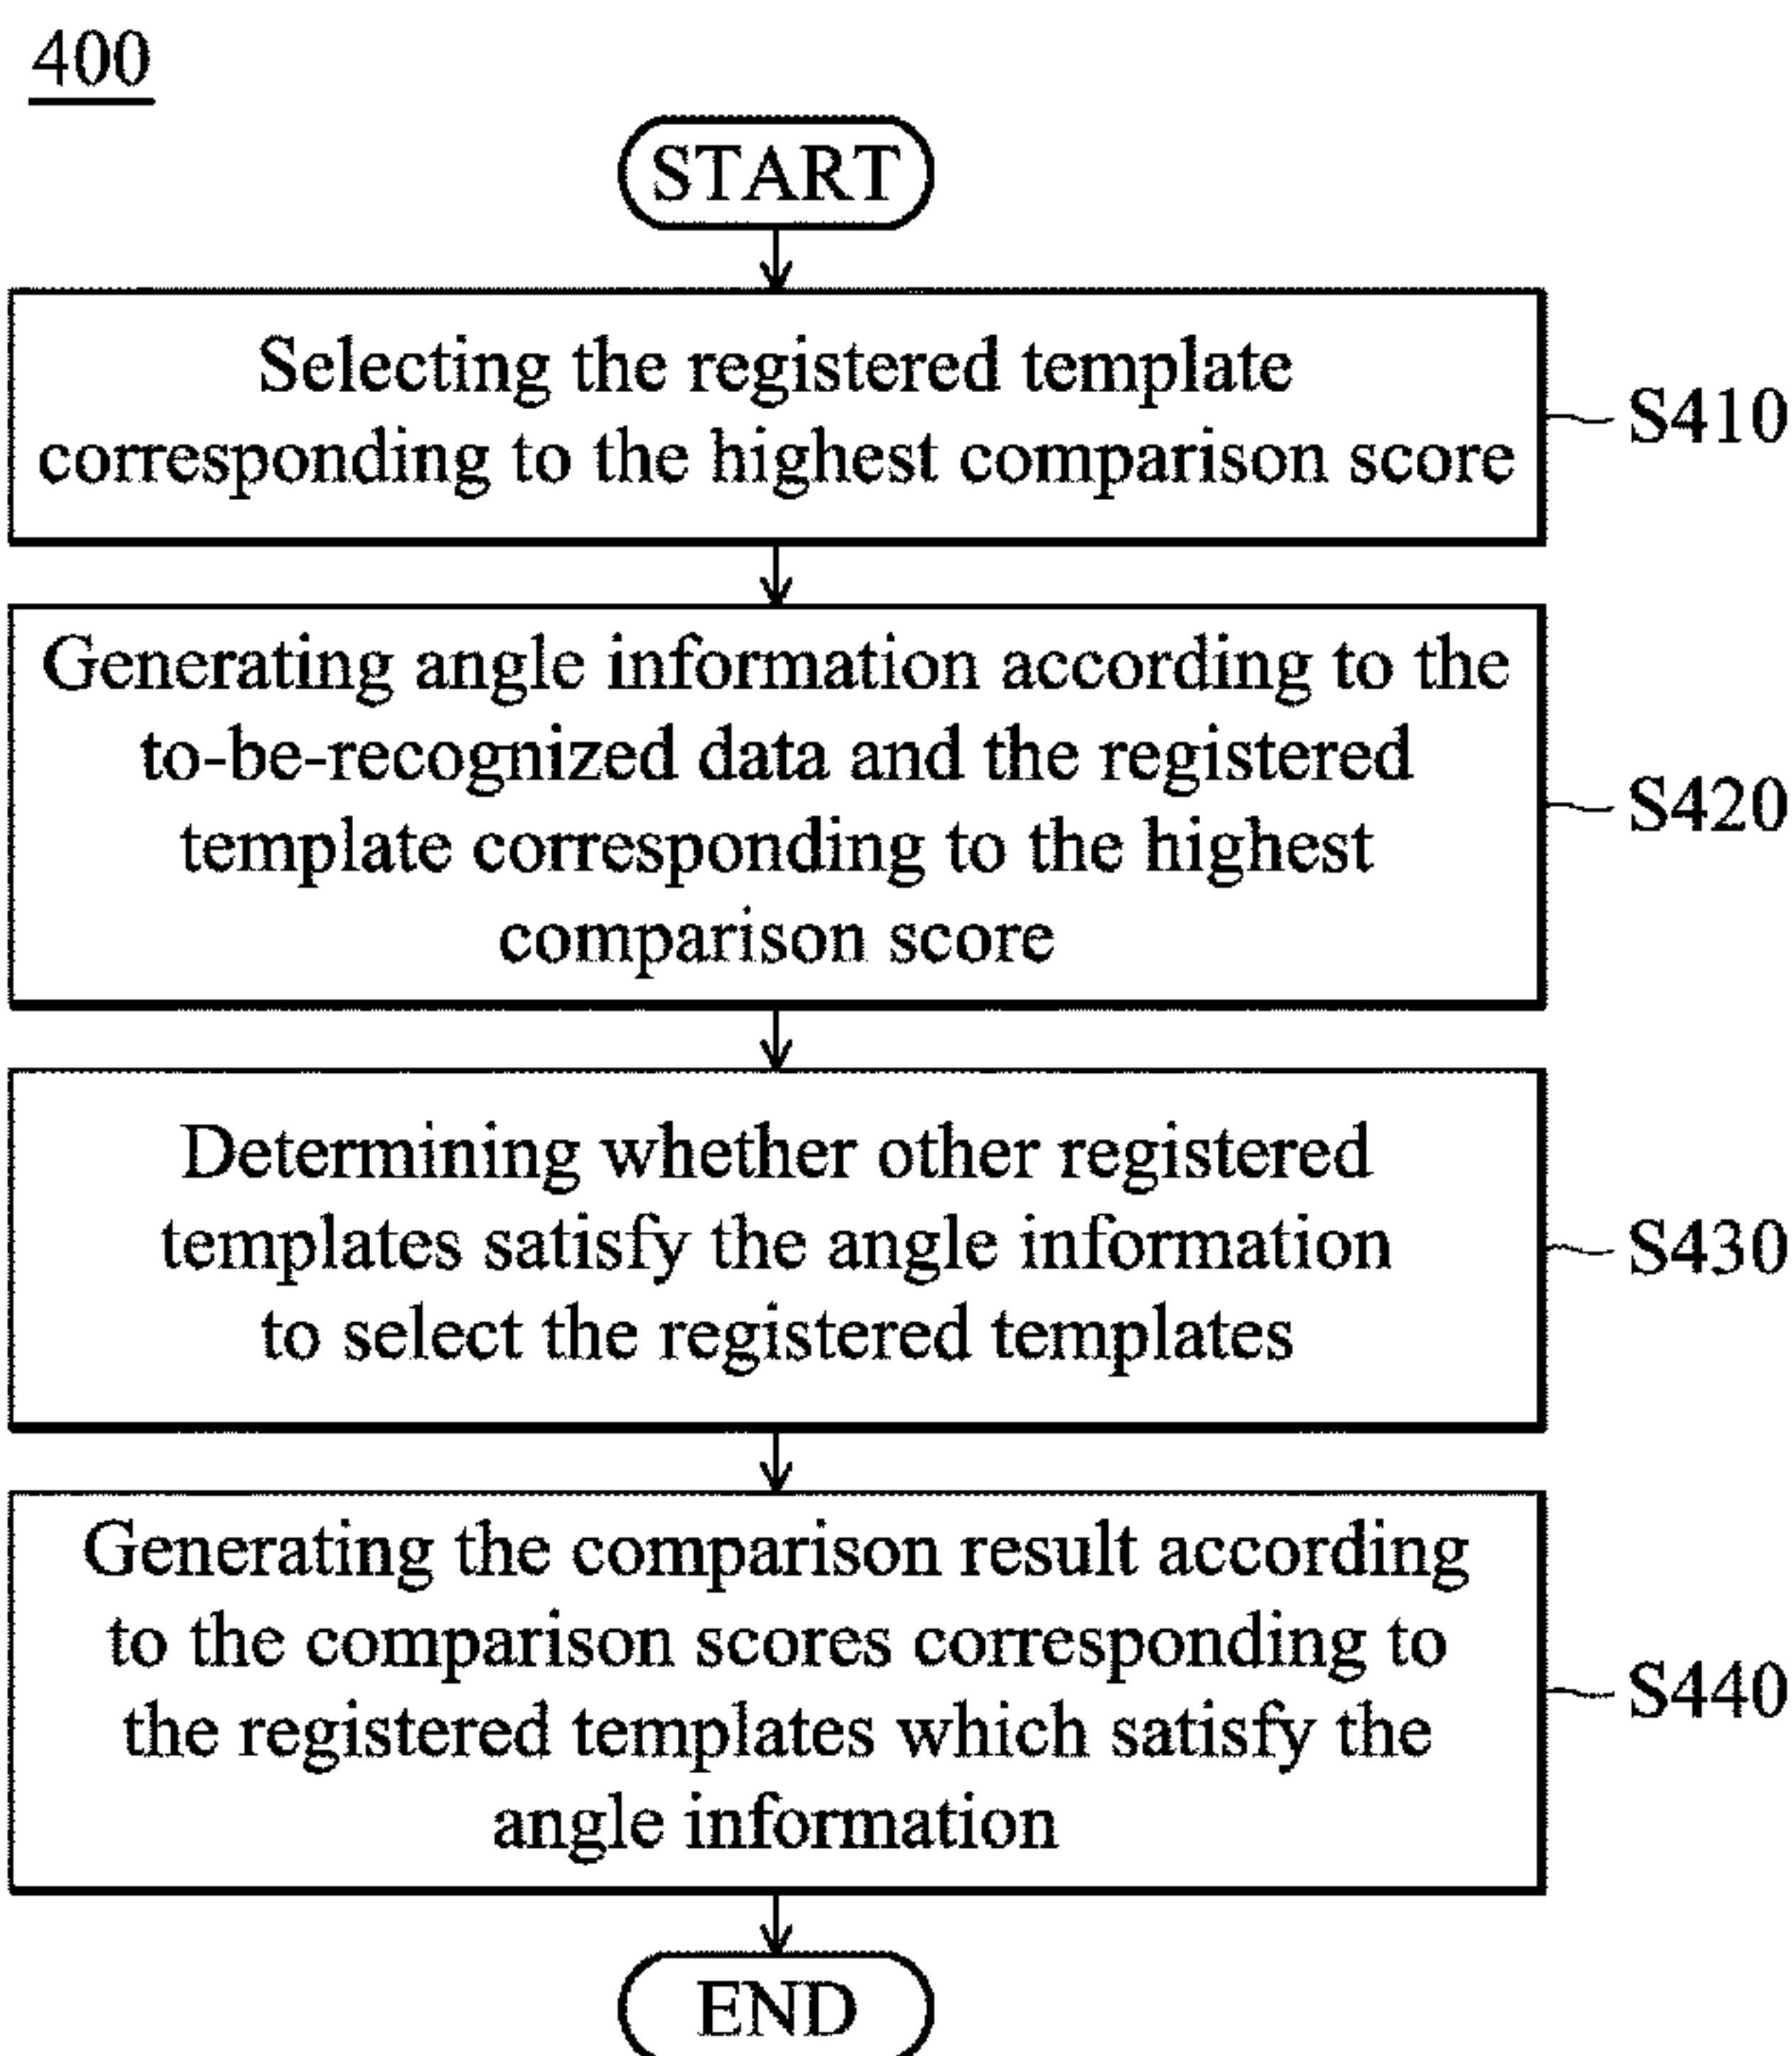 400
START
Selecting the registered template
corresponding to the highest comparison score
S410
Generating angle information according to the
to-be-recognized data and the registered
template corresponding to the highest
comparison score
S420
Determining whether other registered
templates satisfy the angle information
to select the registered templates
S430
Generating the comparison result according
to the comparison scores corresponding to
the registered templates which satisfy the
angle information
S440
END